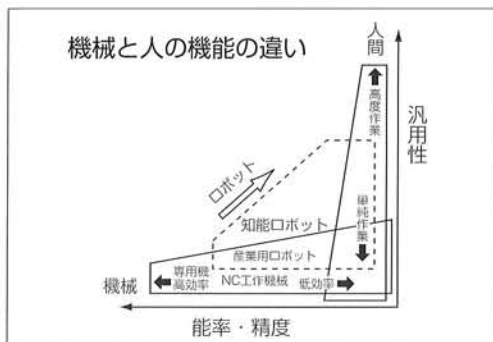 機械と人の機能の違い
人間
高度作業
汎用性
ロボット
単純作業
知能ロボット
産業用ロボット
専用機
高効率
NC工作機械
低効率
機械
能率・精度